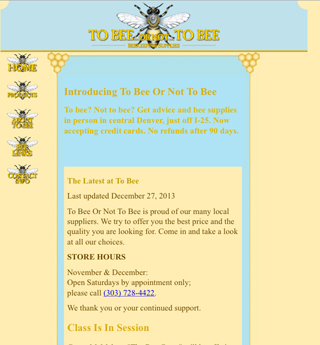 TO BEE OR NOT TO BEE
HOME
PRODUCTS
ABOUT
TO BEE
BEE
LINKS
CONTACT
INFO
Introducing To Bee Or Not To Bee
To bee? Not to bee? Get advice and bee supplies
in person in central Denver, just off I-25. Now
accepting credit cards. No refunds after 90 days.
The Latest at To Bee
Last updated December 27, 2013
To Bee Or Not To Bee is proud of our many local
suppliers. We try to offer you the best price and the
quality you are looking for. Come in and take a look
at all our choices.
STORE HOURS
November & December:
Open Saturdays by appointment only;
please call (303) 728-4422.
We thank you or your continued support.
Class Is In Session